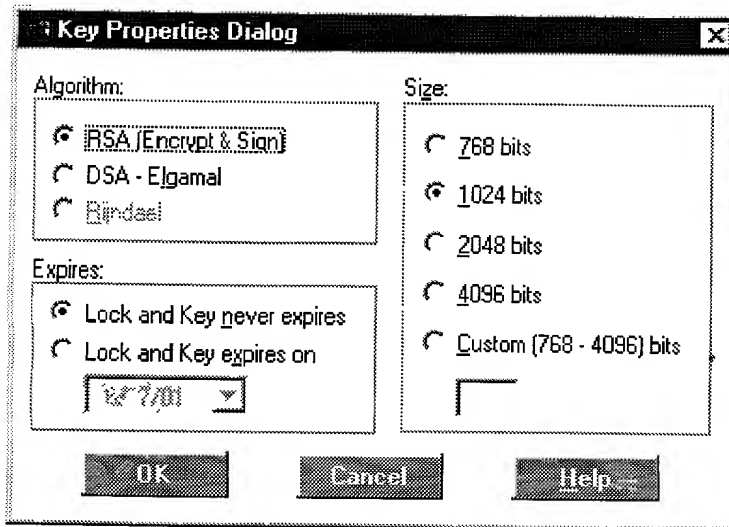 Key Properties Dialog
Algorithm:
RSA (Encrypt & Sign)
DSA - Elgamal
Rijndael
Expires:
Lock and Key never expires
Lock and Key expires on
Size:
768 bits
1024 bits
2048 bits
4096 bits
Custom (768 - 4096) bits
OK
Cancel
Help